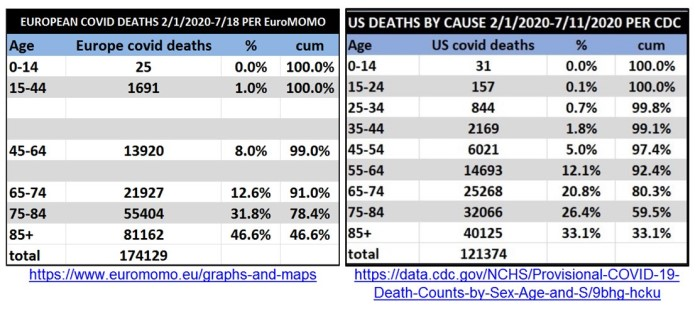 EUROPEAN COVID DEATHS 2/1/2020-7/18 PER EuroMOMO
Age Europe covid deaths % cum
0-14 25 0.0% 100.0%
15-44 1691 1.0% 100.0%
45-64 13920 8.0% 99.0%
65-74 21927 12.6% 91.0%
75-84 55404 31.8% 78.4%
85+ 81162 46.6% 46.6%
total 174129
https://www.euromomo.eu/graphs-and-maps
US DEATHS BY CAUSE 2/1/2020-7/11/2020 PER CDC
Age US covid deaths % cum
0-14 31 0.0% 100.0%
15-24 157 0.1% 100.0%
25-34 844 0.7% 99.8%
35-44 2169 1.8% 99.1%
45-54 6021 5.0% 97.4%
55-64 14693 12.1% 92.4%
65-74 25268 20.8% 80.3%
75-84 32066 26.4% 59.5%
85+ 40125 33.1% 33.1%
total 121374
https://data.cdc.gov/NCHS/Provisional-COVID-19-
Death-Counts-by-Sex-Age-and-S/9bhg-hcku